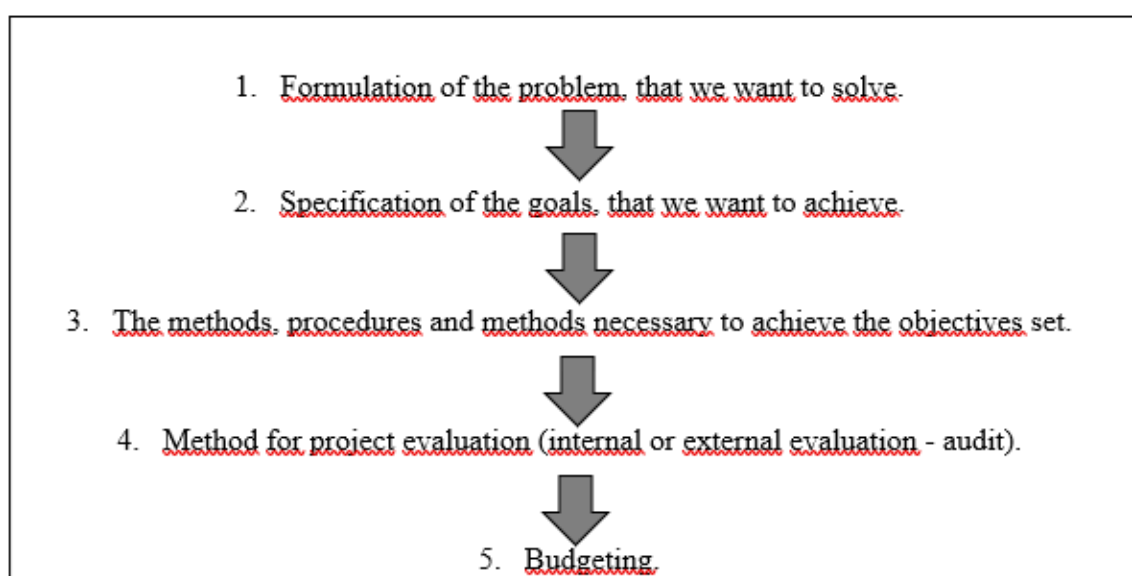 1. Formulation of the problem, that we want to solve.
2. Specification of the goals, that we want to achieve.
3. The methods, procedures and methods necessary to achieve the objectives set.
4. Method for project evaluation (internal or external evaluation - audit).
5. Budgeting.